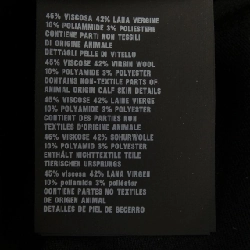 45% VISCOSA 42% LANA VERGINE
10% POLIAMMIDE 3% POLIESTERE
CONTIENE PARTI NON TESSILI
DI ORIGINE ANIMALE
DETTAGLI PELLE DI VITELLO
45% VISCOSE 42% VIRGIN WOOL
10% POLYAMIDE 3% POLYESTER
CONTAINS NON-TEXTILE PARTS OF
ANIMAL ORIGIN CALF SKIN DETAILS
45% VISCOSE 42% LAINE VIERGE
10% POLYAMIDE 3% POLYESTER
CONTIENT DES PARTIES NON
TEXTILES D'ORIGINE ANIMALE
45% VISKOSE 42% SCHURWOLLE
10% POLYAMID 3% POLYESTER
ENTHÄLT NICHTTEXTILE TEILE
TIERISCHEN URSPRUNGS
45% viscosa 42% LANA VIRGEN
10% poliamida 3% poliéster
CONTIENE PARTES NO TEXTILES
DE ORIGEN ANIMAL
DETALLES DE PIEL DE BECERRO